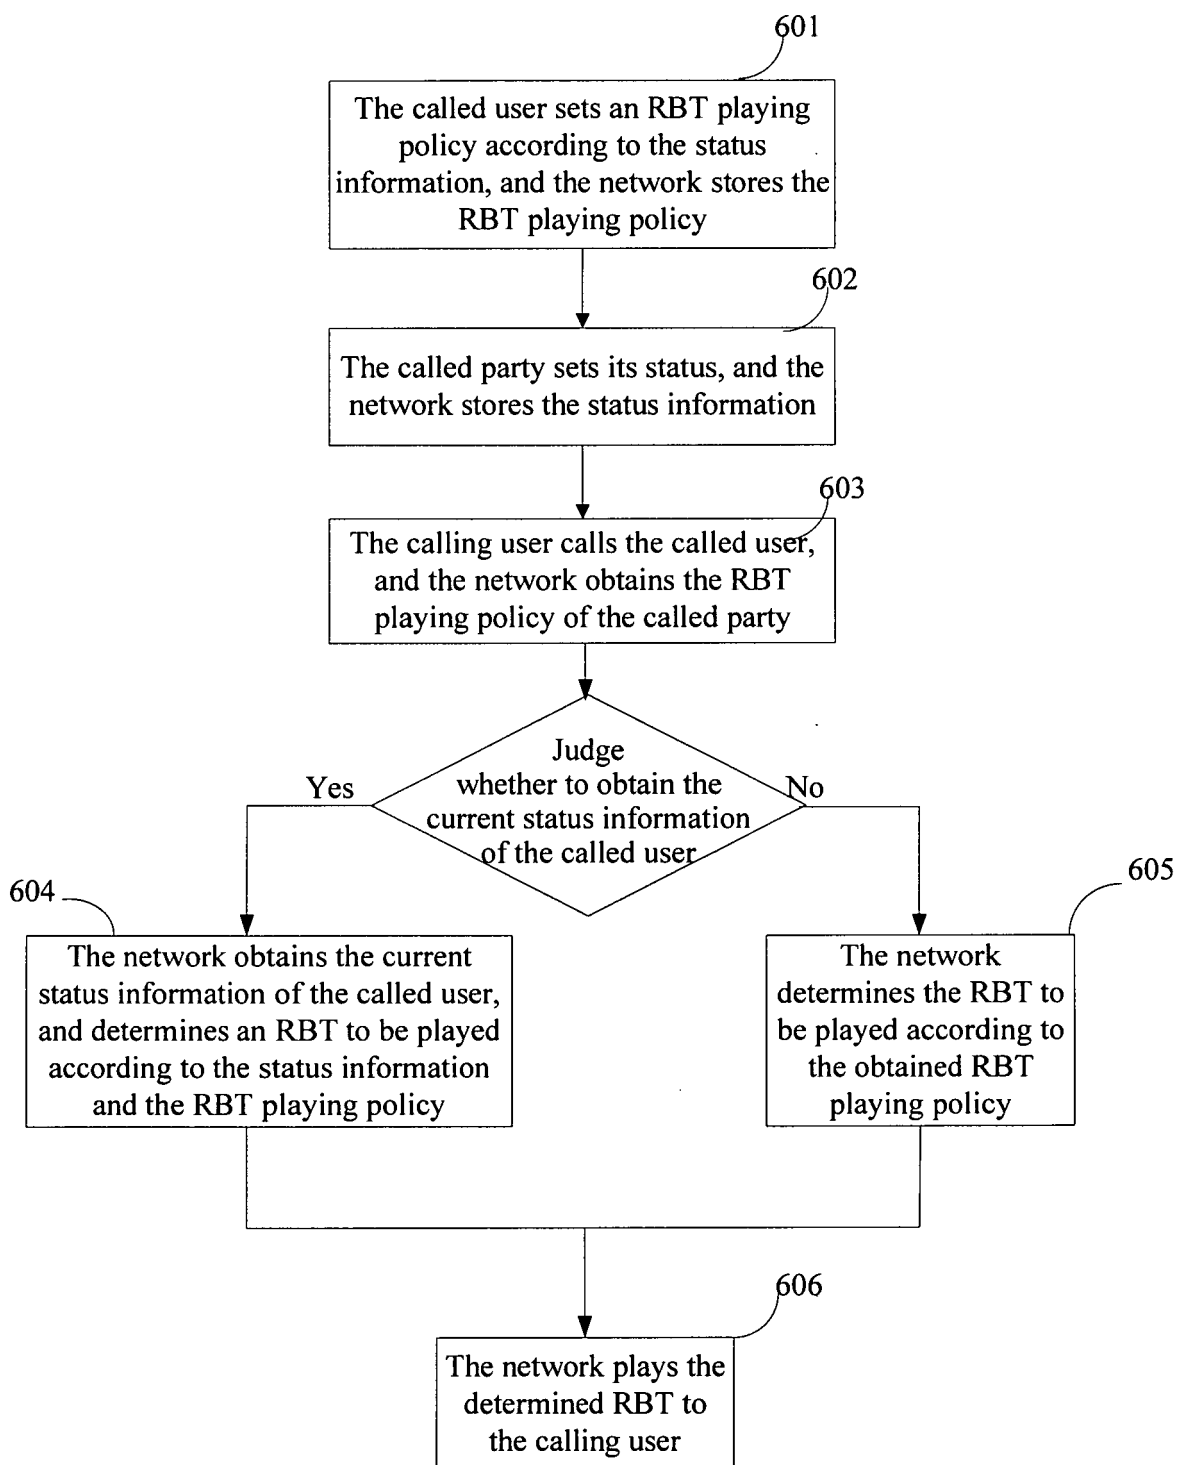 601
The called user sets an RBT playing
policy according to the status
information, and the network stores the
RBT playing policy
602
The called party sets its status, and the
network stores the status information
603
The calling user calls the called user,
and the network obtains the RBT
playing policy of the called party
Judge
whether to obtain the
current status information
of the called user
Yes
No
604
The network obtains the current
status information of the called user,
and determines an RBT to be played
according to the status information
and the RBT playing policy
605
The network
determines the RBT to
be played according to
the obtained RBT
playing policy
606
The network plays the
determined RBT to
the calling user